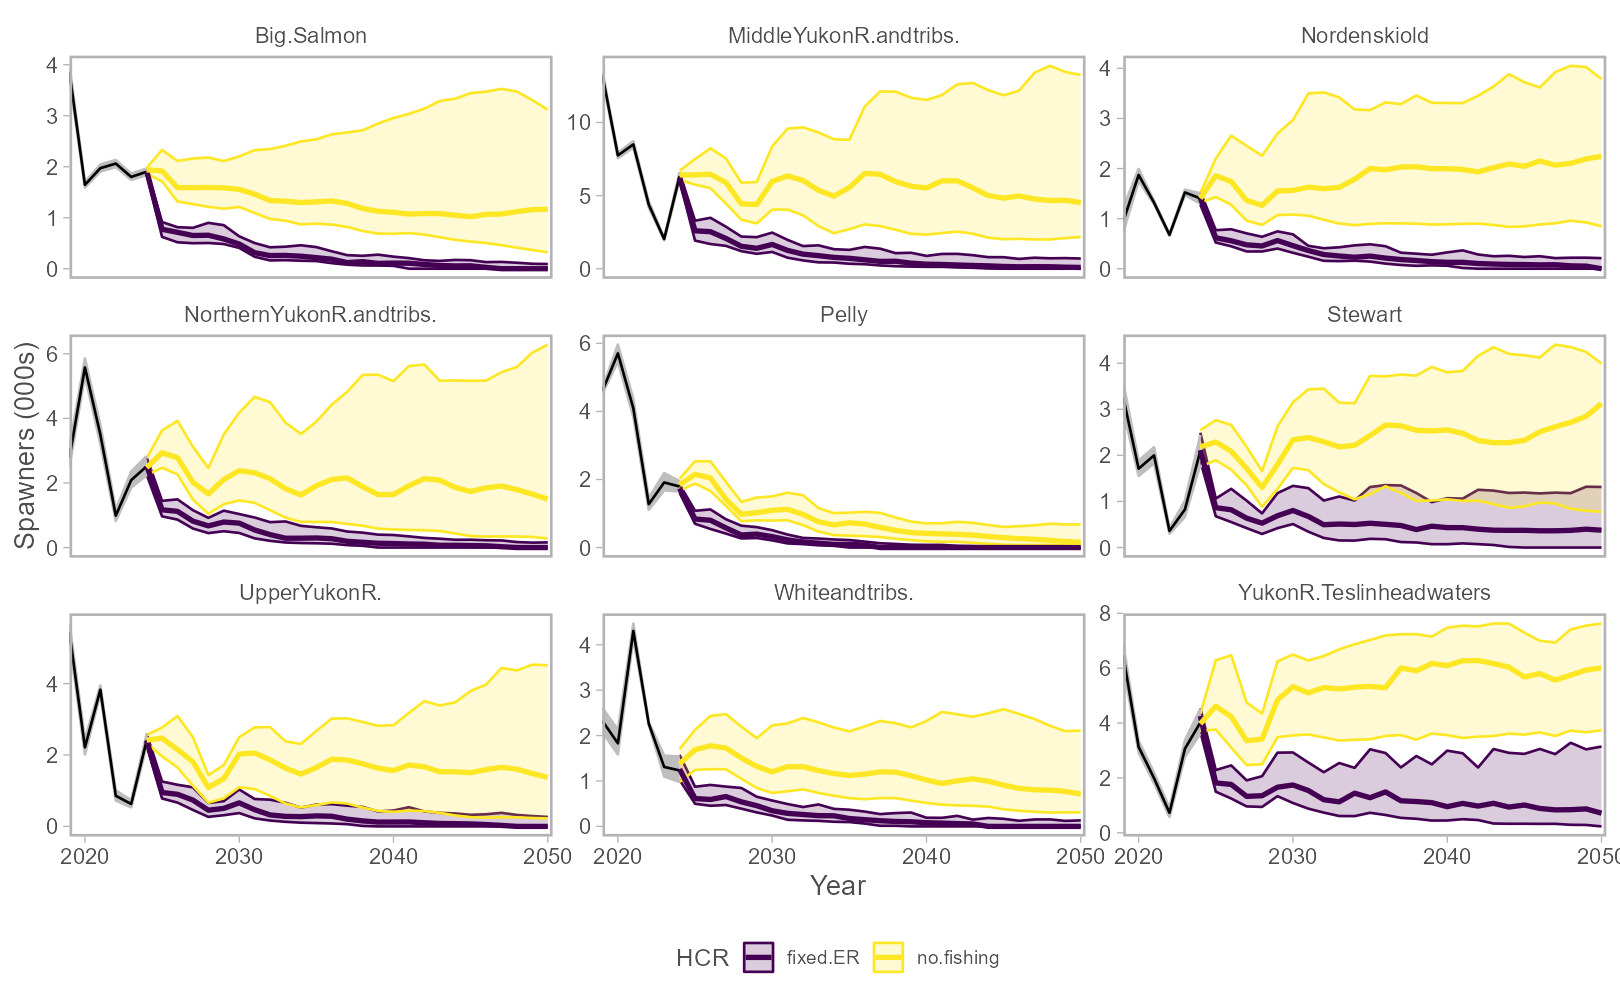 Big.Salmon
MiddleYukonR.andtribs.
Nordenskiold
4
3
2
1
0
10
5
0
4
3
2
1
0
NorthernYukonR.andtribs.
Pelly
Stewart
6
4
2
0
6
4
2
0
4
3
2
1
0
Spawners (000s)
UpperYukonR.
Whiteandtribs.
YukonR.Teslinheadwaters
4
2
0
4
3
2
1
0
8
6
4
2
0
2020 2030 2040 2050
2020 2030 2040 2050
2020 2030 2040 2050
Year
HCR fixed.ER no.fishing